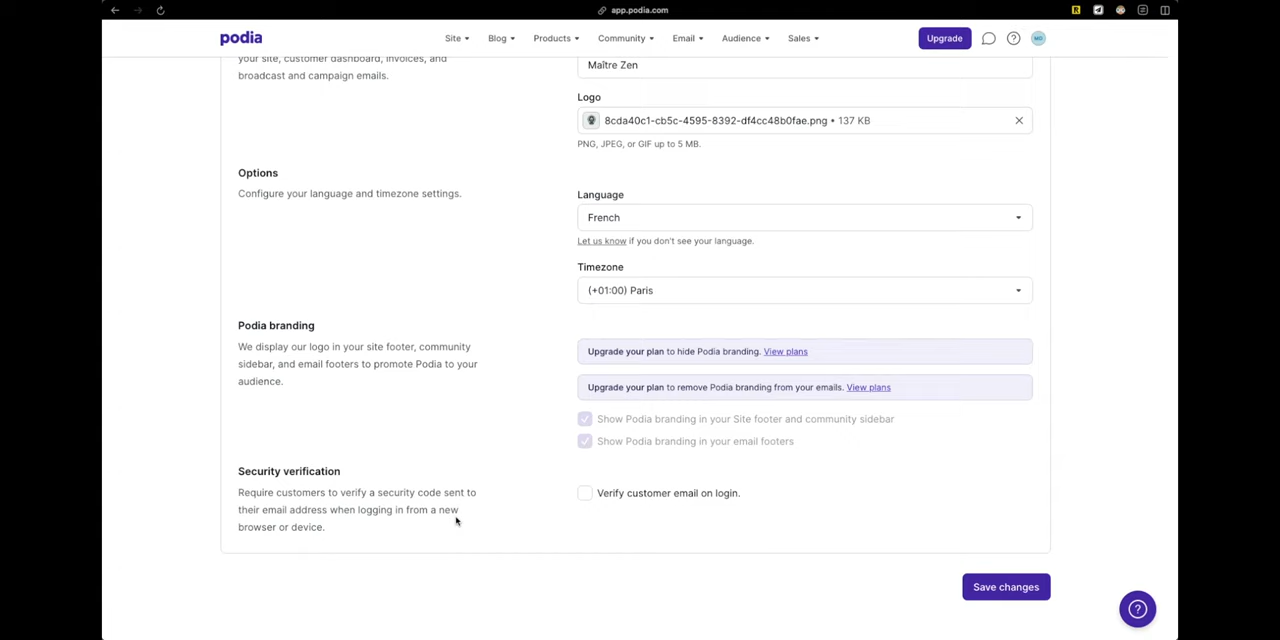 app.podia.com
podia
Site Blog Products Community Email Audience Sales Upgrade
MD
your site, customer dashboard, invoices, and
broadcast and campaign emails.
Maître Zen
Logo
8cda40c1-cb5c-4595-8392-df4cc48b0fae.png • 137 KB
PNG, JPEG, or GIF up to 5 MB.
Options
Configure your language and timezone settings.
Language
French
Let us know if you don't see your language.
Timezone
(+01:00) Paris
Podia branding
We display our logo in your site footer, community
sidebar, and email footers to promote Podia to your
audience.
Upgrade your plan to hide Podia branding. View plans
Upgrade your plan to remove Podia branding from your emails. View plans
Show Podia branding in your Site footer and community sidebar
Show Podia branding in your email footers
Security verification
Require customers to verify a security code sent to
their email address when logging in from a new
browser or device.
Verify customer email on login.
Save changes